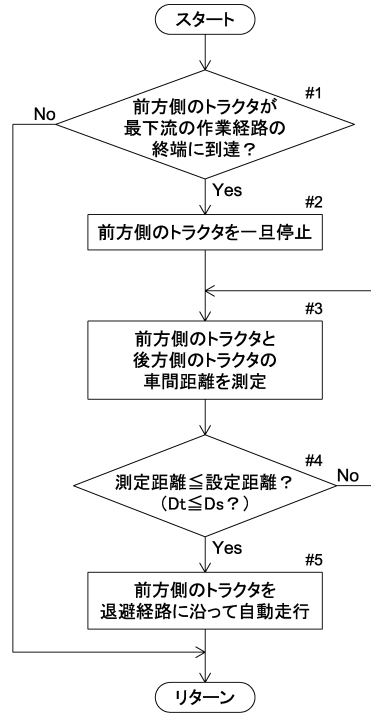 スタート
#1
前方側のトラクタが
最下流の作業経路の
終端に到達？
No
Yes
#2
前方側のトラクタを一旦停止
#3
前方側のトラクタと
後方側のトラクタの
車間距離を測定
#4
測定距離≦設定距離？
（Dt≦Ds？）
No
Yes
#5
前方側のトラクタを
退避経路に沿って自動走行
リターン